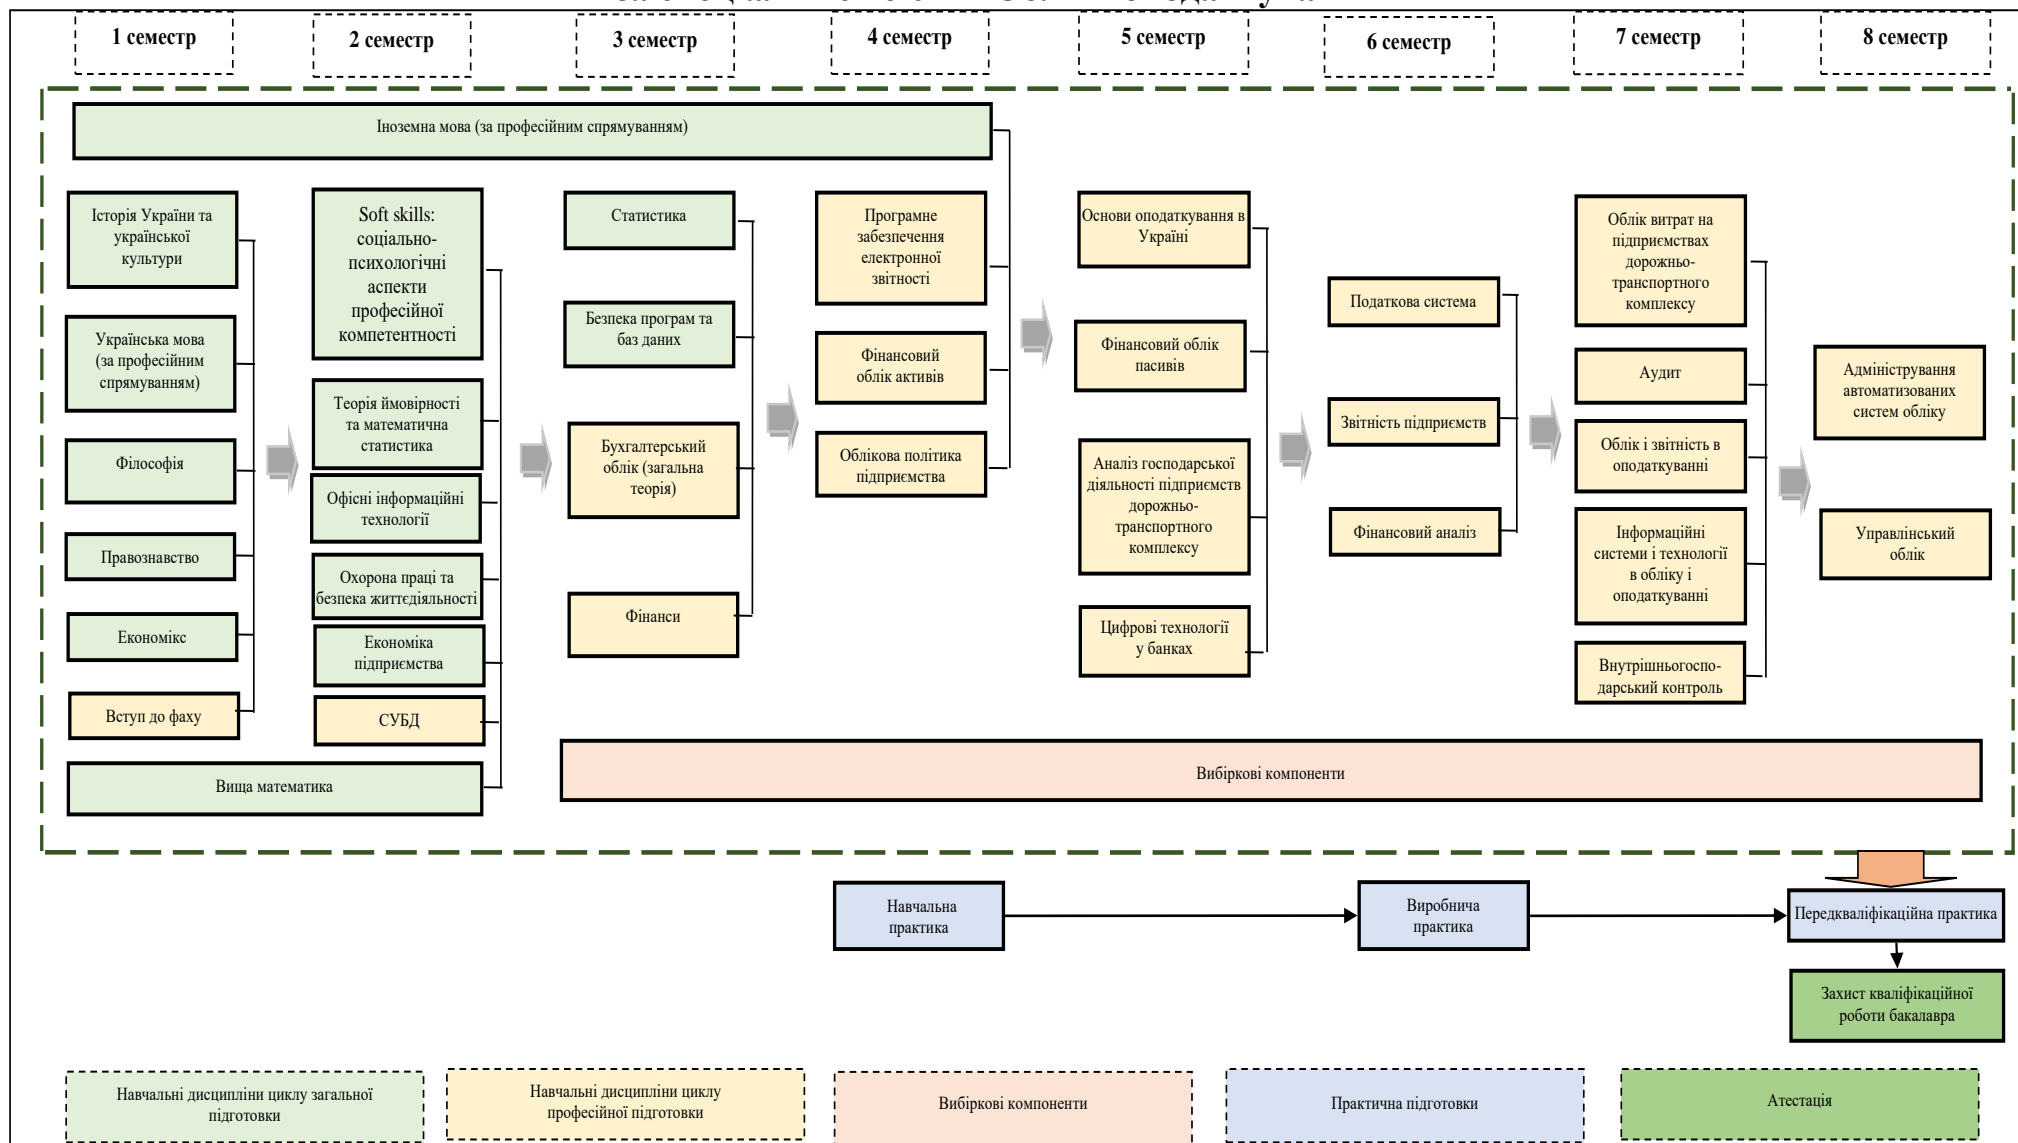 1 семестр
2 семестр
3 семестр
4 семестр
5 семестр
6 семестр
7 семестр
8 семестр
Іноземна мова (за професійним спрямуванням)
Історія України та
української
культури
Українська мова
(за професійним
спрямуванням)
Філософія
Правознавство
Економікс
Вступ до фаху
Вища математика
Soft skills:
соціально-
психологічні
аспекти
професійної
компетентності
Теорія ймовірності
та математична
статистика
Офісні інформаційні
технології
Охорона праці та
безпека життєдіяльності
Економіка
підприємства
СУБД
Статистика
Безпека програм та
баз даних
Бухгалтерський
облік (загальна
теорія)
Фінанси
Програмне
забезпечення
електронної
звітності
Фінансовий
облік активів
Облікова політика
підприємства
Основи оподаткування в
Україні
Фінансовий облік
пасивів
Аналіз господарської
діяльності підприємств
дорожньо-
транспортного
комплексу
Цифрові технології
у банках
Податкова система
Звітність підприємств
Фінансовий аналіз
Облік витрат на
підприємствах
дорожньо-
транспортного
комплексу
Аудит
Облік і звітність в
оподаткуванні
Інформаційні
системи і технології
в обліку і
оподаткуванні
Внутрішньогоспо-
дарський контроль
Адміністрування
автоматизованих
систем обліку
Управлінський
облік
Вибіркові компоненти
Навчальна
практика
Виробнича
практика
Передкваліфікаційна практика
Захист кваліфікаційної
роботи бакалавра
Навчальні дисципліни циклу загальної
підготовки
Навчальні дисципліни циклу
професійної підготовки
Вибіркові компоненти
Практична підготовки
Атестація